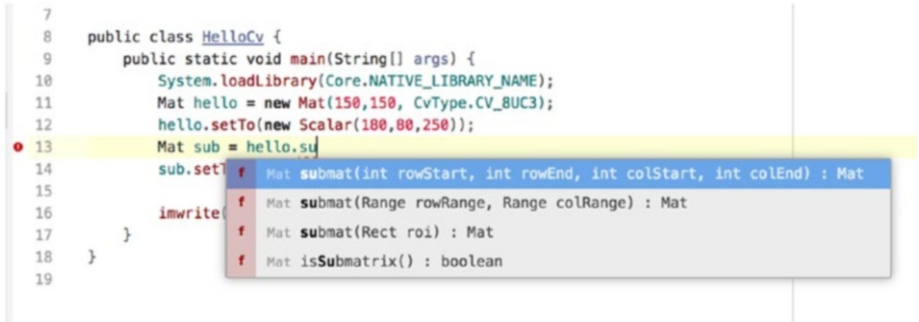 7
8 public class HelloCv {
9 public static void main(String[] args) {
10 System.loadLibrary(Core.NATIVE_LIBRARY_NAME);
11 Mat hello = new Mat(150,150, CvType.CV_8UC3);
12 hello.setTo(new Scalar(180,80,250));
13 Mat sub = hello.su
14 sub.setT
f Mat submat(int rowStart, int rowEnd, int colStart, int colEnd) : Mat
15
f Mat submat(Range rowRange, Range colRange) : Mat
16 imwrite(
17 }
f Mat submat(Rect roi) : Mat
18 }
f Mat isSubmatrix() : boolean
19